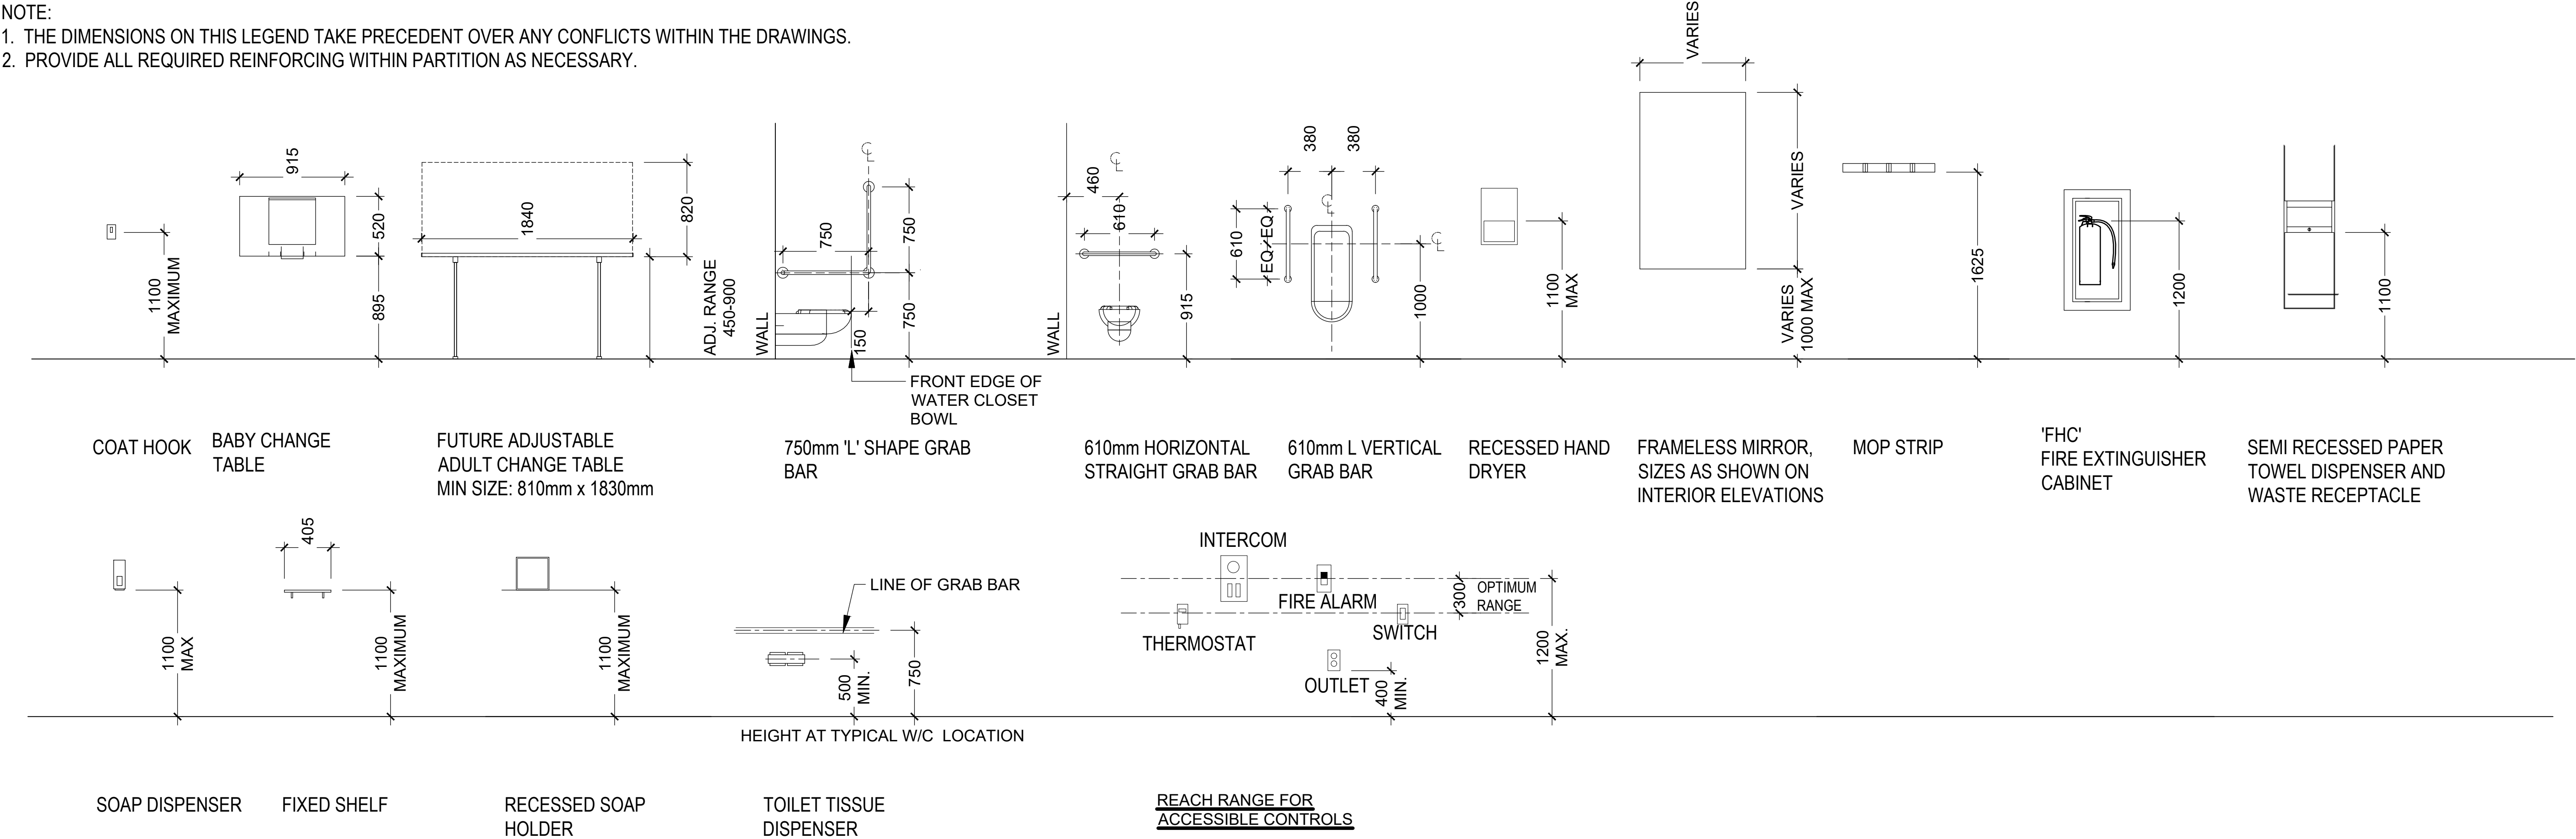 NOTE:
1. THE DIMENSIONS ON THIS LEGEND TAKE PRECEDENT OVER ANY CONFLICTS WITHIN THE DRAWINGS.
2. PROVIDE ALL REQUIRED REINFORCING WITHIN PARTITION AS NECESSARY.
1100
MAXIMUM
COAT HOOK
915
520
895
BABY CHANGE
TABLE
1840
820
ADJ. RANGE
450-900
FUTURE ADJUSTABLE
ADULT CHANGE TABLE
MIN SIZE: 810mm x 1830mm
WALL
CL
750
750
750
150
FRONT EDGE OF
WATER CLOSET
BOWL
750mm 'L' SHAPE GRAB
BAR
WALL
CL
460
610
915
610mm HORIZONTAL
STRAIGHT GRAB BAR
380
380
CL
610
EQ
EQ
CL
1000
610mm L VERTICAL
GRAB BAR
1100
MAX
RECESSED HAND
DRYER
VARIES
VARIES
VARIES
1000 MAX
FRAMELESS MIRROR,
SIZES AS SHOWN ON
INTERIOR ELEVATIONS
1625
MOP STRIP
1200
'FHC'
FIRE EXTINGUISHER
CABINET
1100
SEMI RECESSED PAPER
TOWEL DISPENSER AND
WASTE RECEPTACLE
1100
MAX
SOAP DISPENSER
405
1100
MAXIMUM
FIXED SHELF
1100
MAXIMUM
RECESSED SOAP
HOLDER
LINE OF GRAB BAR
500
MIN.
750
HEIGHT AT TYPICAL W/C LOCATION
TOILET TISSUE
DISPENSER
INTERCOM
FIRE ALARM
THERMOSTAT
SWITCH
OUTLET
300
OPTIMUM
RANGE
400
MIN.
1200
MAX.
REACH RANGE FOR
ACCESSIBLE CONTROLS